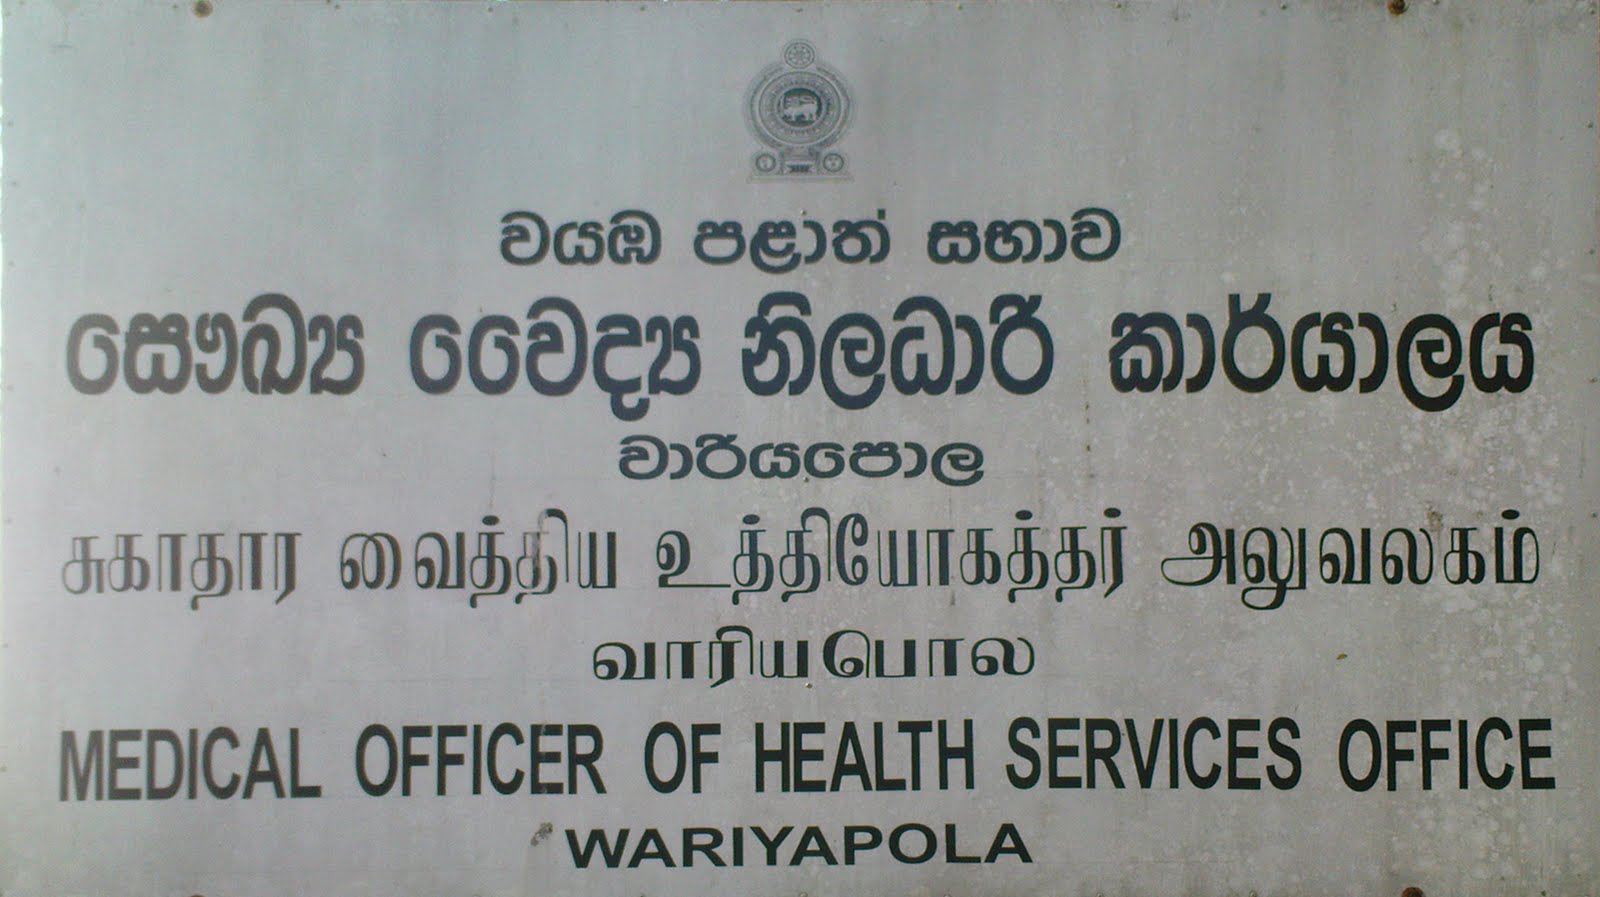 වයඹ පළාත් සභාව
සෞඛ්‍ය වෛද්‍ය නිලධාරී කාර්යාලය
වාරියපොල
சுகாதார வைத்திய உத்தியோகத்தர் அலுவலகம்
வாரியபொல
MEDICAL OFFICER OF HEALTH SERVICES OFFICE
WARIYAPOLA